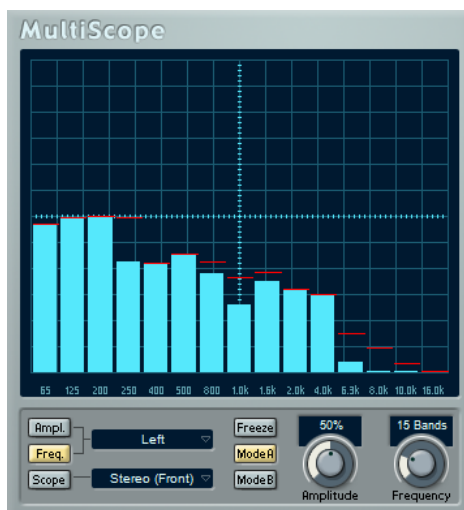 MultiScope
65 125 200 250 400 500 800 1.0k 1.6k 2.0k 4.0k 6.3k 8.0k 10.0k 16.0k
Ampl. Freeze 50% 15 Bands
Left
Freq. Mode A
Scope Stereo (Front) Mode B
Amplitude Frequency